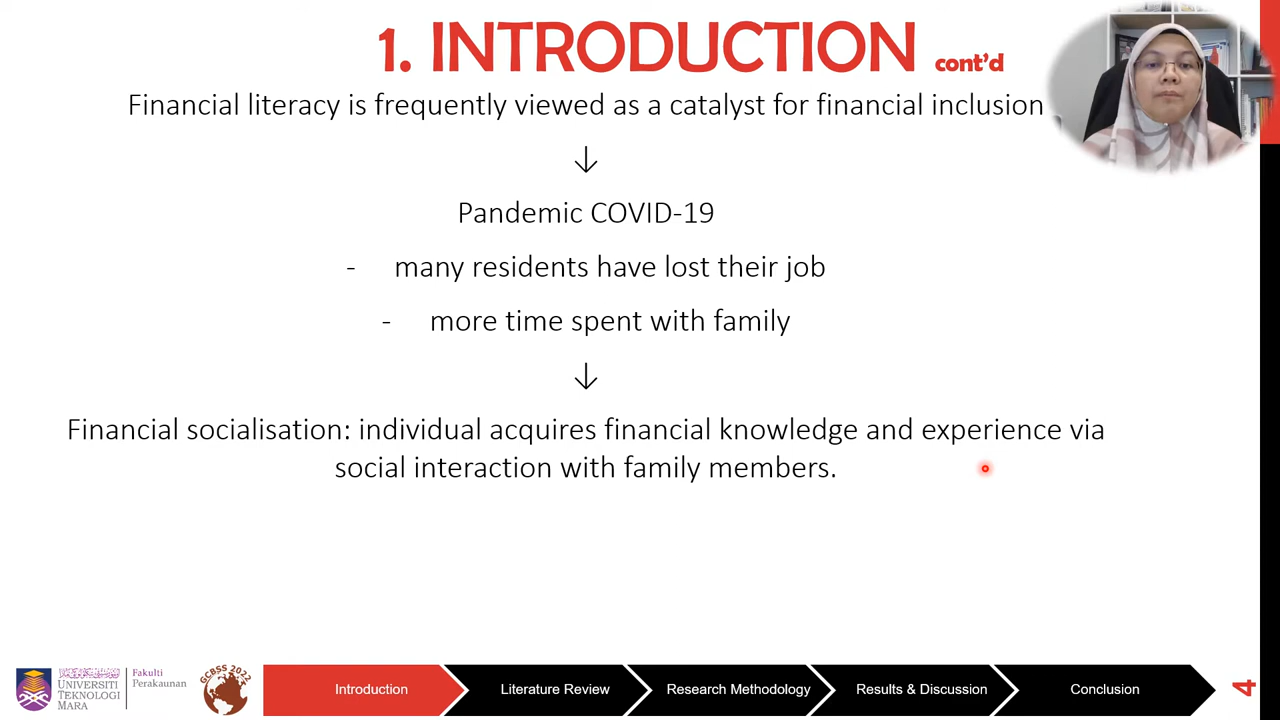 1. INTRODUCTION cont'd
Financial literacy is frequently viewed as a catalyst for financial inclusion
↓
Pandemic COVID-19
- many residents have lost their job
- more time spent with family
↓
Financial socialisation: individual acquires financial knowledge and experience via
social interaction with family members.
UNIVERSITI
TEKNOLOGI
MARA
Fakulti
Perakaunan
GCBSS 2022
Introduction
Literature Review
Research Methodology
Results & Discussion
Conclusion
4